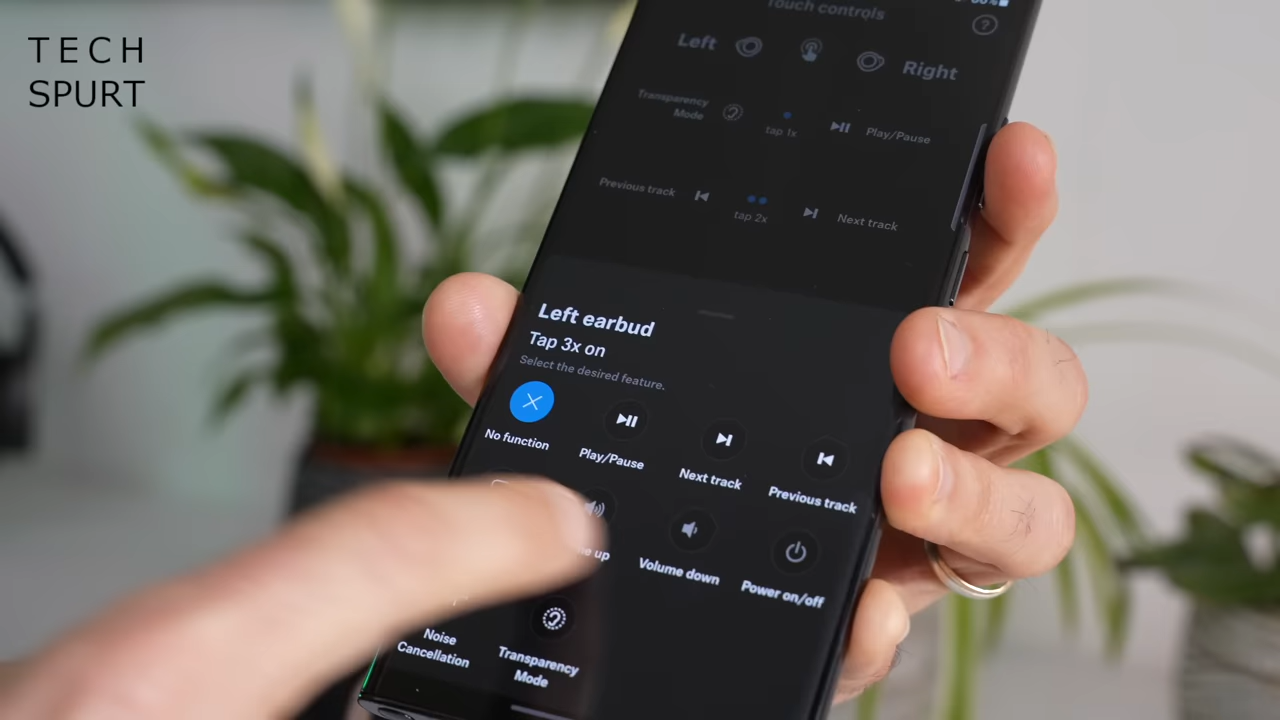 TECH
SPURT
Touch controls
Left
Right
Transparency
Mode
tap 1x
Play/Pause
Previous track
tap 2x
Next track
Left earbud
Tap 3x on
Select the desired feature.
No function
Play/Pause
Next track
Previous track
up
Volume down
Power on/off
Noise
Cancellation
Transparency
Mode